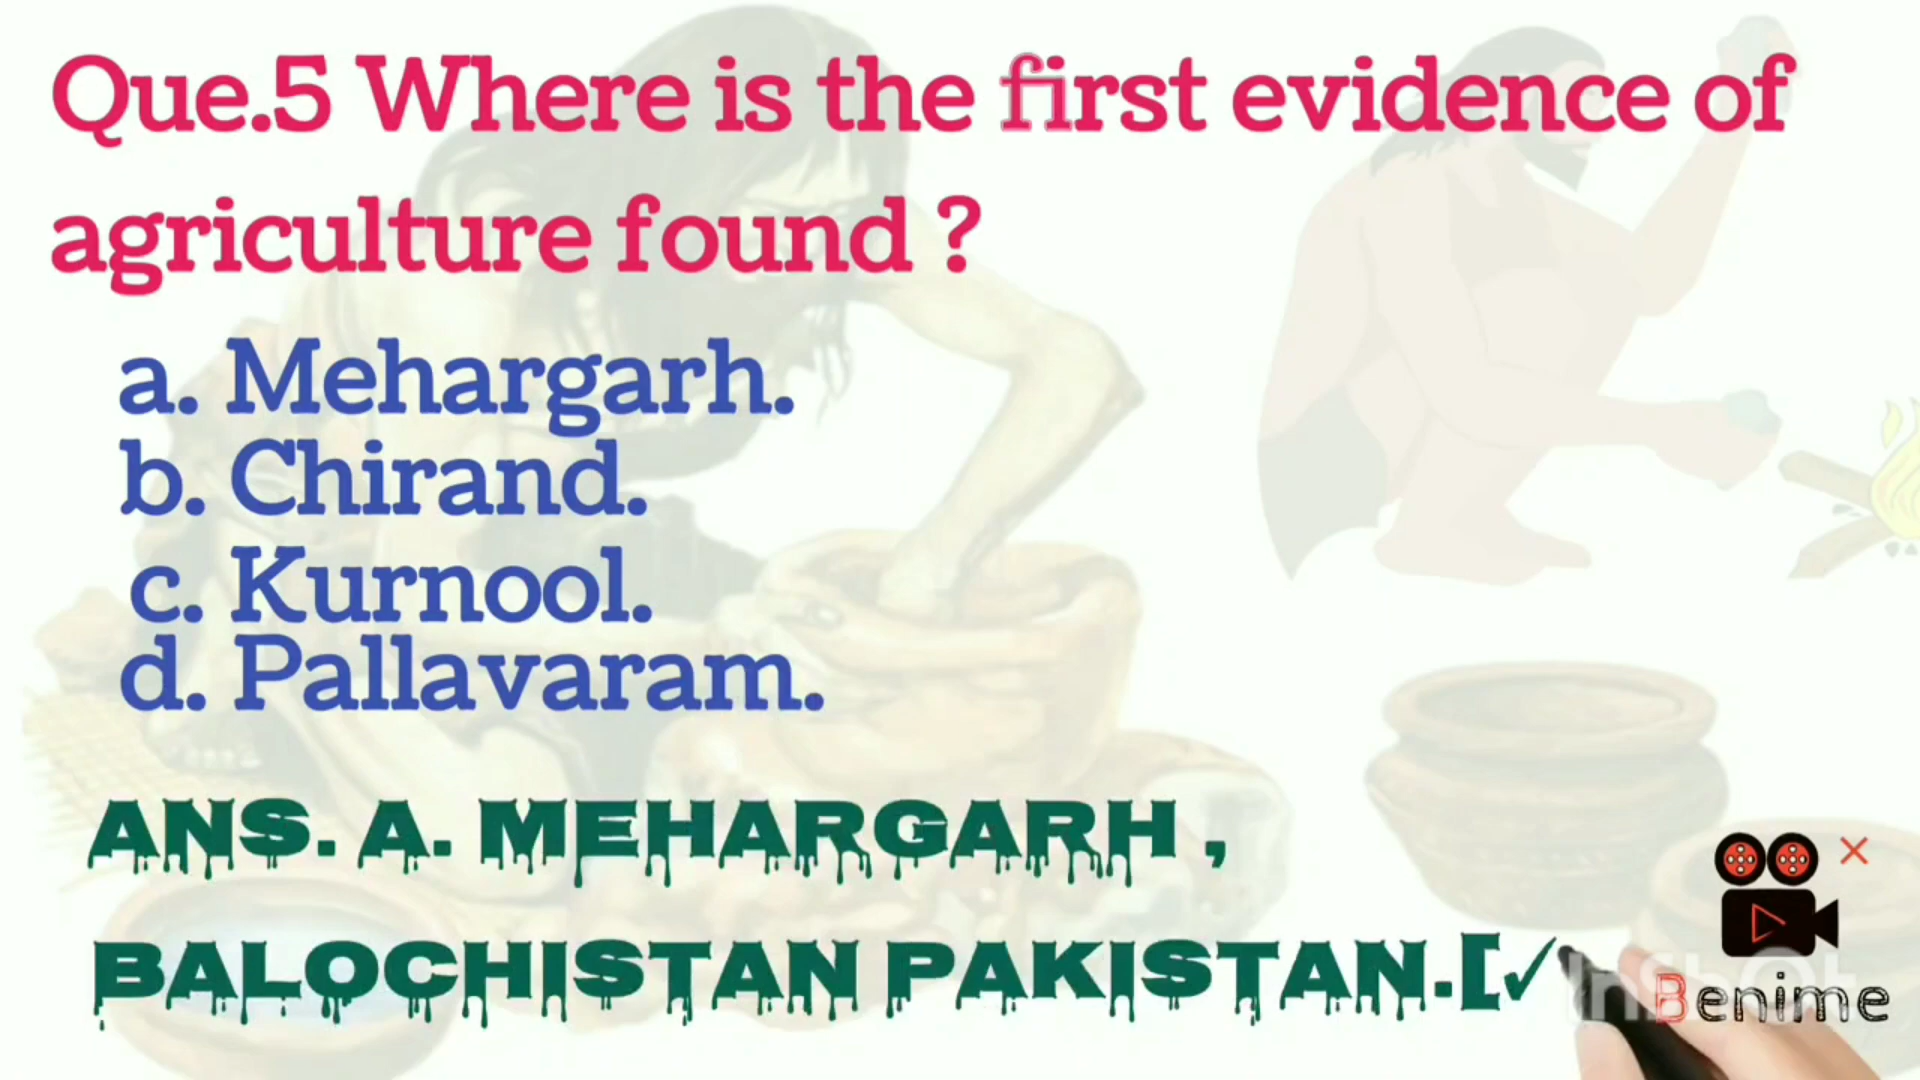 Que.5 Where is the first evidence of
agriculture found ?
a. Mehargarh.
b. Chirand.
c. Kurnool.
d. Pallavaram.
ANS. A. MEHARGARH ,
BALOCHISTAN PAKISTAN.[✓
InShOt
Benime